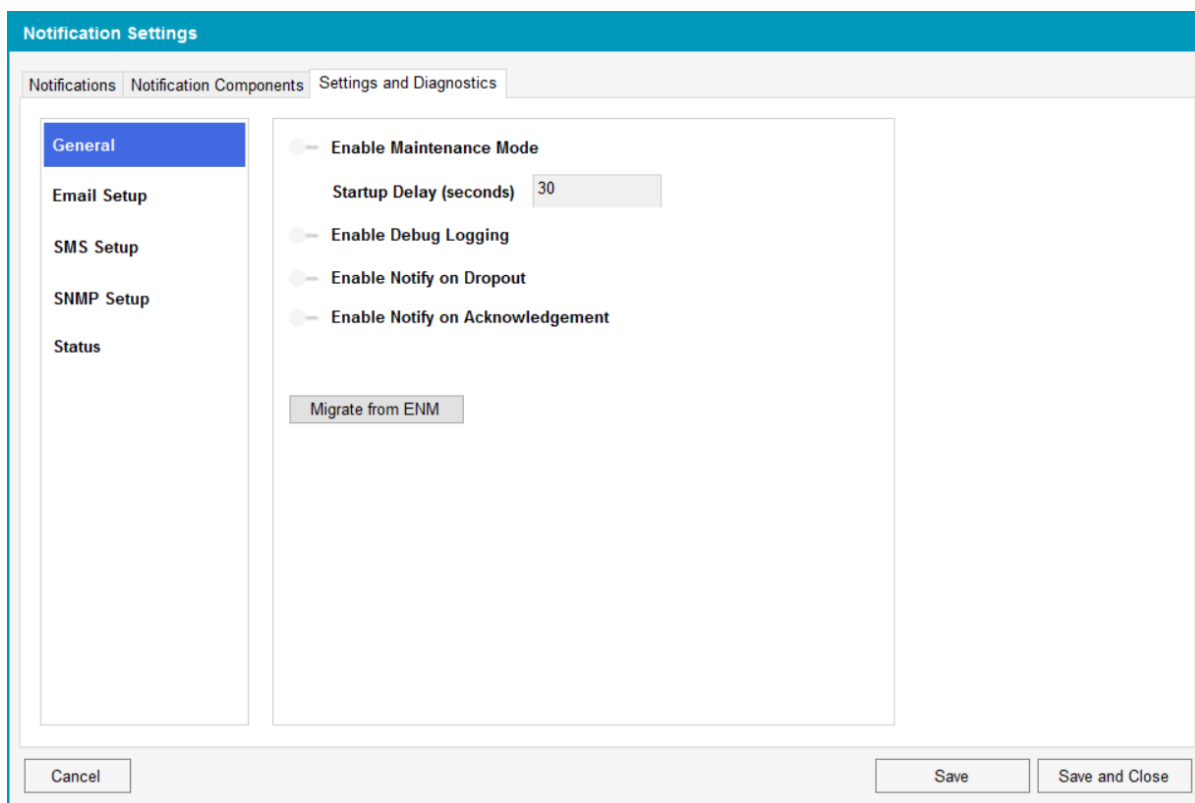 Notification Settings
Notifications Notification Components Settings and Diagnostics
General
Email Setup
SMS Setup
SNMP Setup
Status
Enable Maintenance Mode
Startup Delay (seconds) 30
Enable Debug Logging
Enable Notify on Dropout
Enable Notify on Acknowledgement
Migrate from ENM
Cancel Save Save and Close